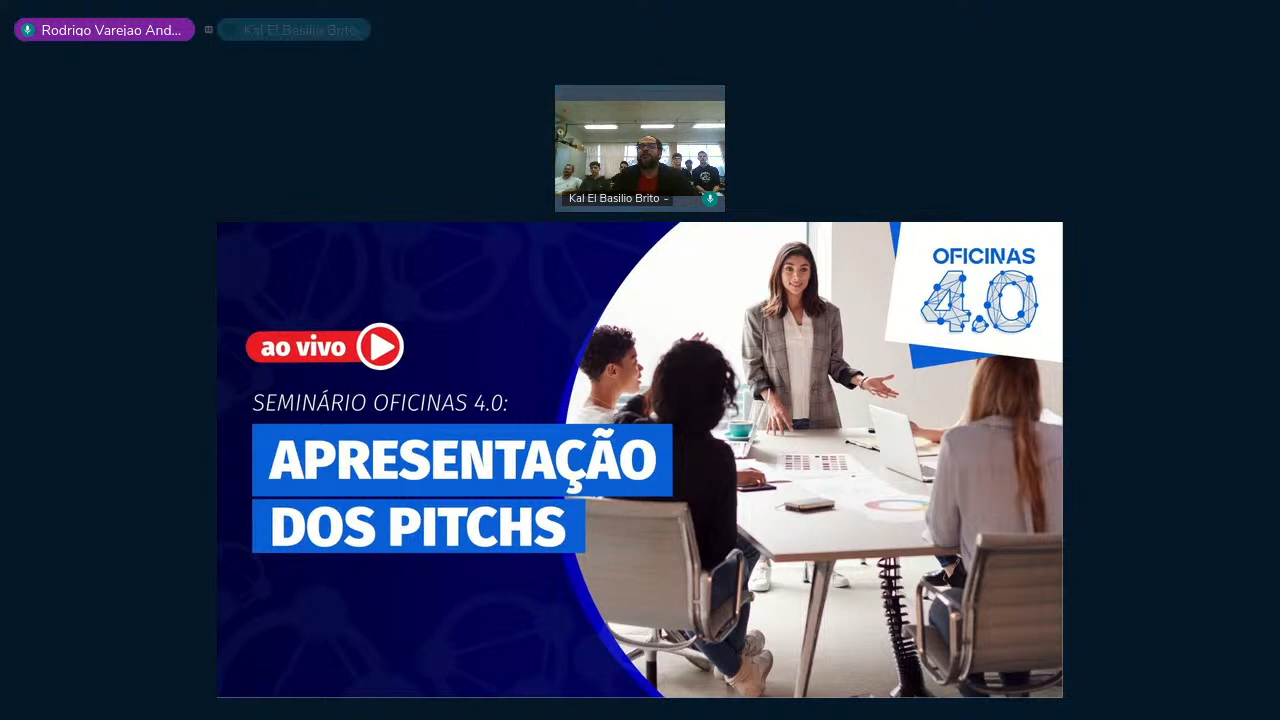 Rodrigo Varejao And...
Kal El Basilio Brito
Kal El Basilio Brito
OFICINAS
4.0
ao vivo
SEMINÁRIO OFICINAS 4.0:
APRESENTAÇÃO
DOS PITCHS